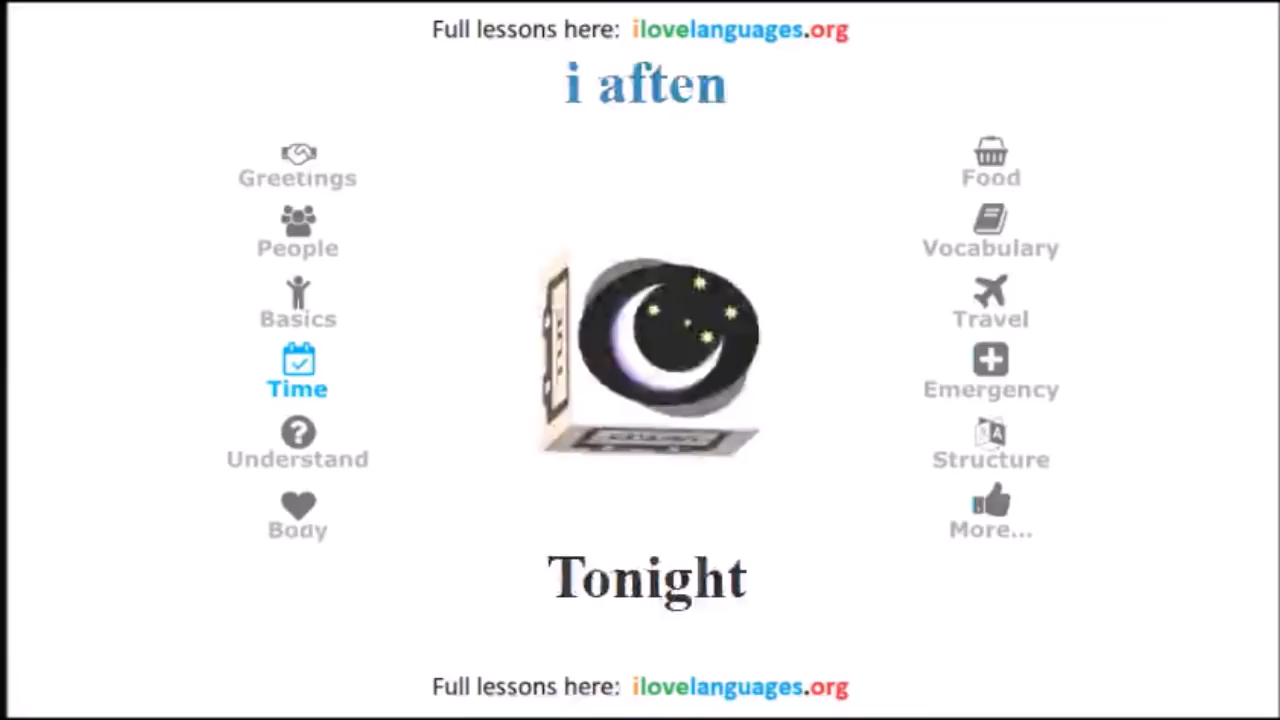 Full lessons here: ilovelanguages.org
i aften
Greetings
People
Basics
Time
Understand
Body
Food
Vocabulary
Travel
Emergency
Structure
More...
Tonight
Full lessons here: ilovelanguages.org